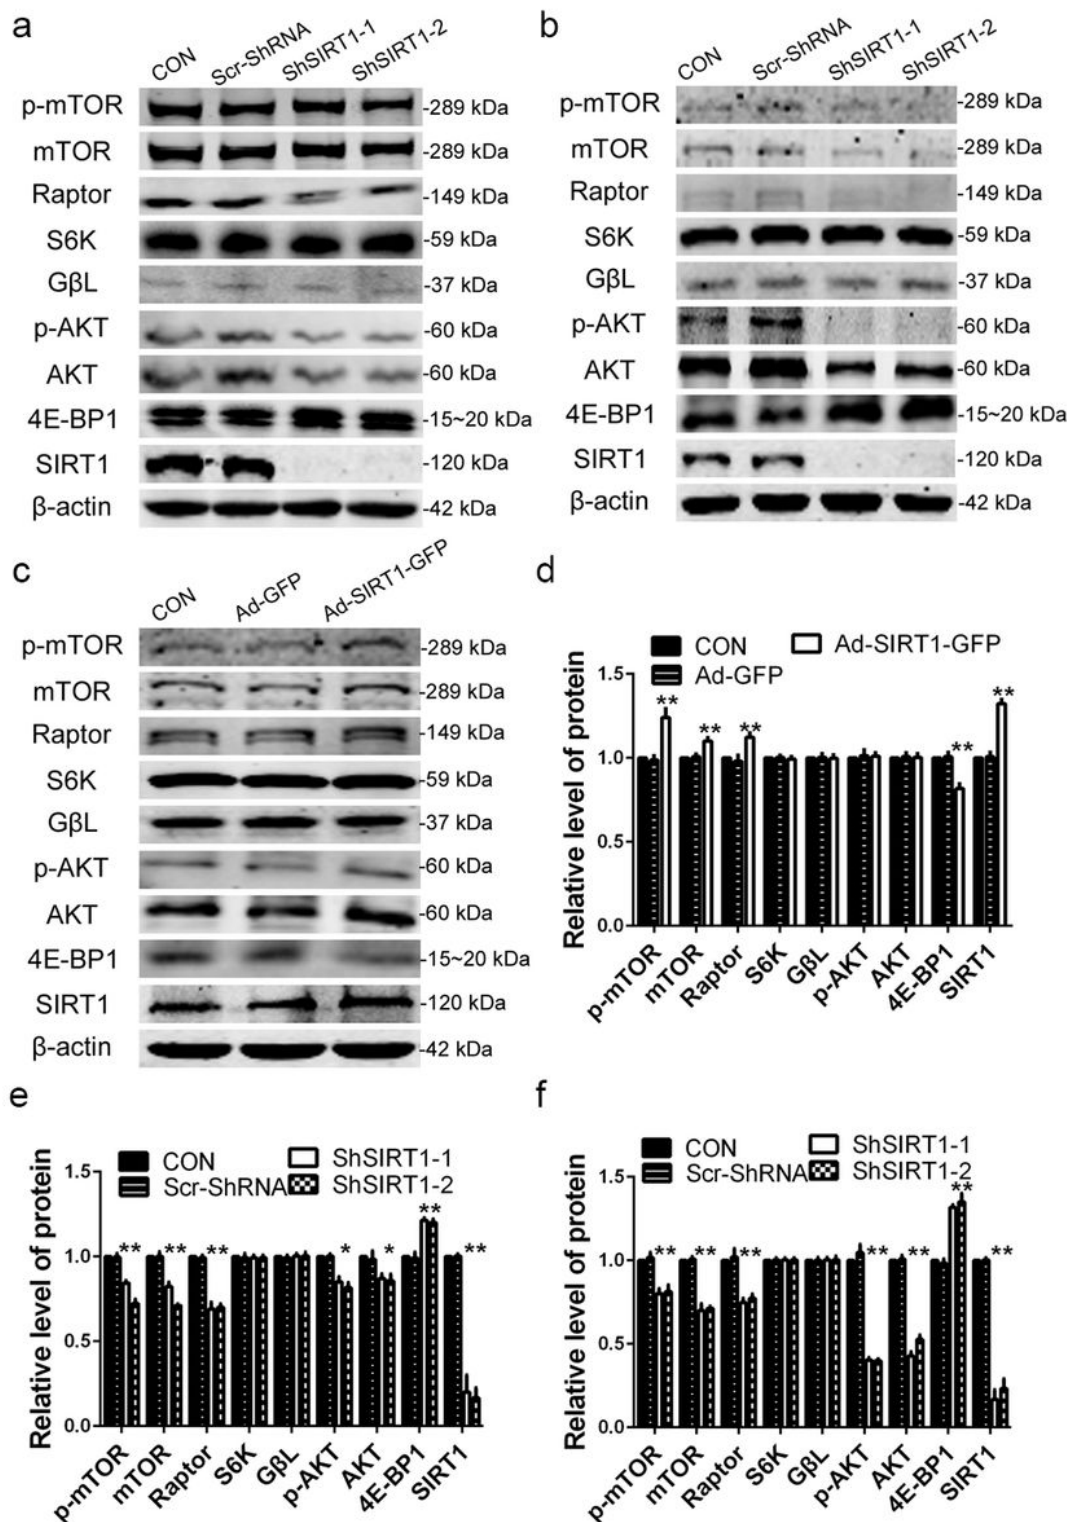 a
CON Scr-ShRNA ShSIRT1-1 ShSIRT1-2
p-mTOR -289 kDa
mTOR -289 kDa
Raptor -149 kDa
S6K -59 kDa
GβL -37 kDa
p-AKT -60 kDa
AKT -60 kDa
4E-BP1 -15~20 kDa
SIRT1 -120 kDa
β-actin -42 kDa
b
CON Scr-ShRNA ShSIRT1-1 ShSIRT1-2
p-mTOR -289 kDa
mTOR -289 kDa
Raptor -149 kDa
S6K -59 kDa
GβL -37 kDa
p-AKT -60 kDa
AKT -60 kDa
4E-BP1 -15~20 kDa
SIRT1 -120 kDa
β-actin -42 kDa
c
CON Ad-GFP Ad-SIRT1-GFP
p-mTOR -289 kDa
mTOR -289 kDa
Raptor -149 kDa
S6K -59 kDa
GβL -37 kDa
p-AKT -60 kDa
AKT -60 kDa
4E-BP1 -15~20 kDa
SIRT1 -120 kDa
β-actin -42 kDa
d
CON Ad-SIRT1-GFP
Ad-GFP
Relative level of protein
1.5
1.0
0.5
0.0
** ** ** ** **
p-mTOR mTOR Raptor S6K GβL p-AKT AKT 4E-BP1 SIRT1
e
CON ShSIRT1-1
Scr-ShRNA ShSIRT1-2
Relative level of protein
1.5
1.0
0.5
0.0
** ** ** * * ** **
p-mTOR mTOR Raptor S6K GβL p-AKT AKT 4E-BP1 SIRT1
f
CON ShSIRT1-1
Scr-ShRNA ShSIRT1-2
Relative level of protein
1.5
1.0
0.5
0.0
** ** ** ** ** ** **
p-mTOR mTOR Raptor S6K GβL p-AKT AKT 4E-BP1 SIRT1